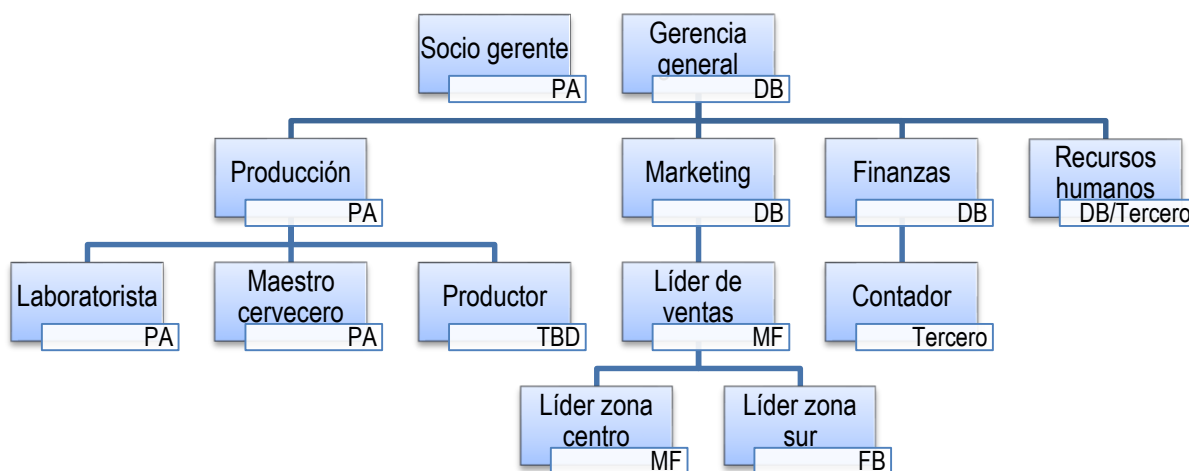 Socio gerente
PA
Gerencia
general
DB
Producción
PA
Marketing
DB
Finanzas
DB
Recursos
humanos
DB/Tercero
Laboratorista
PA
Maestro
cervecero
PA
Productor
TBD
Líder de
ventas
MF
Contador
Tercero
Líder zona
centro
MF
Líder zona
sur
FB